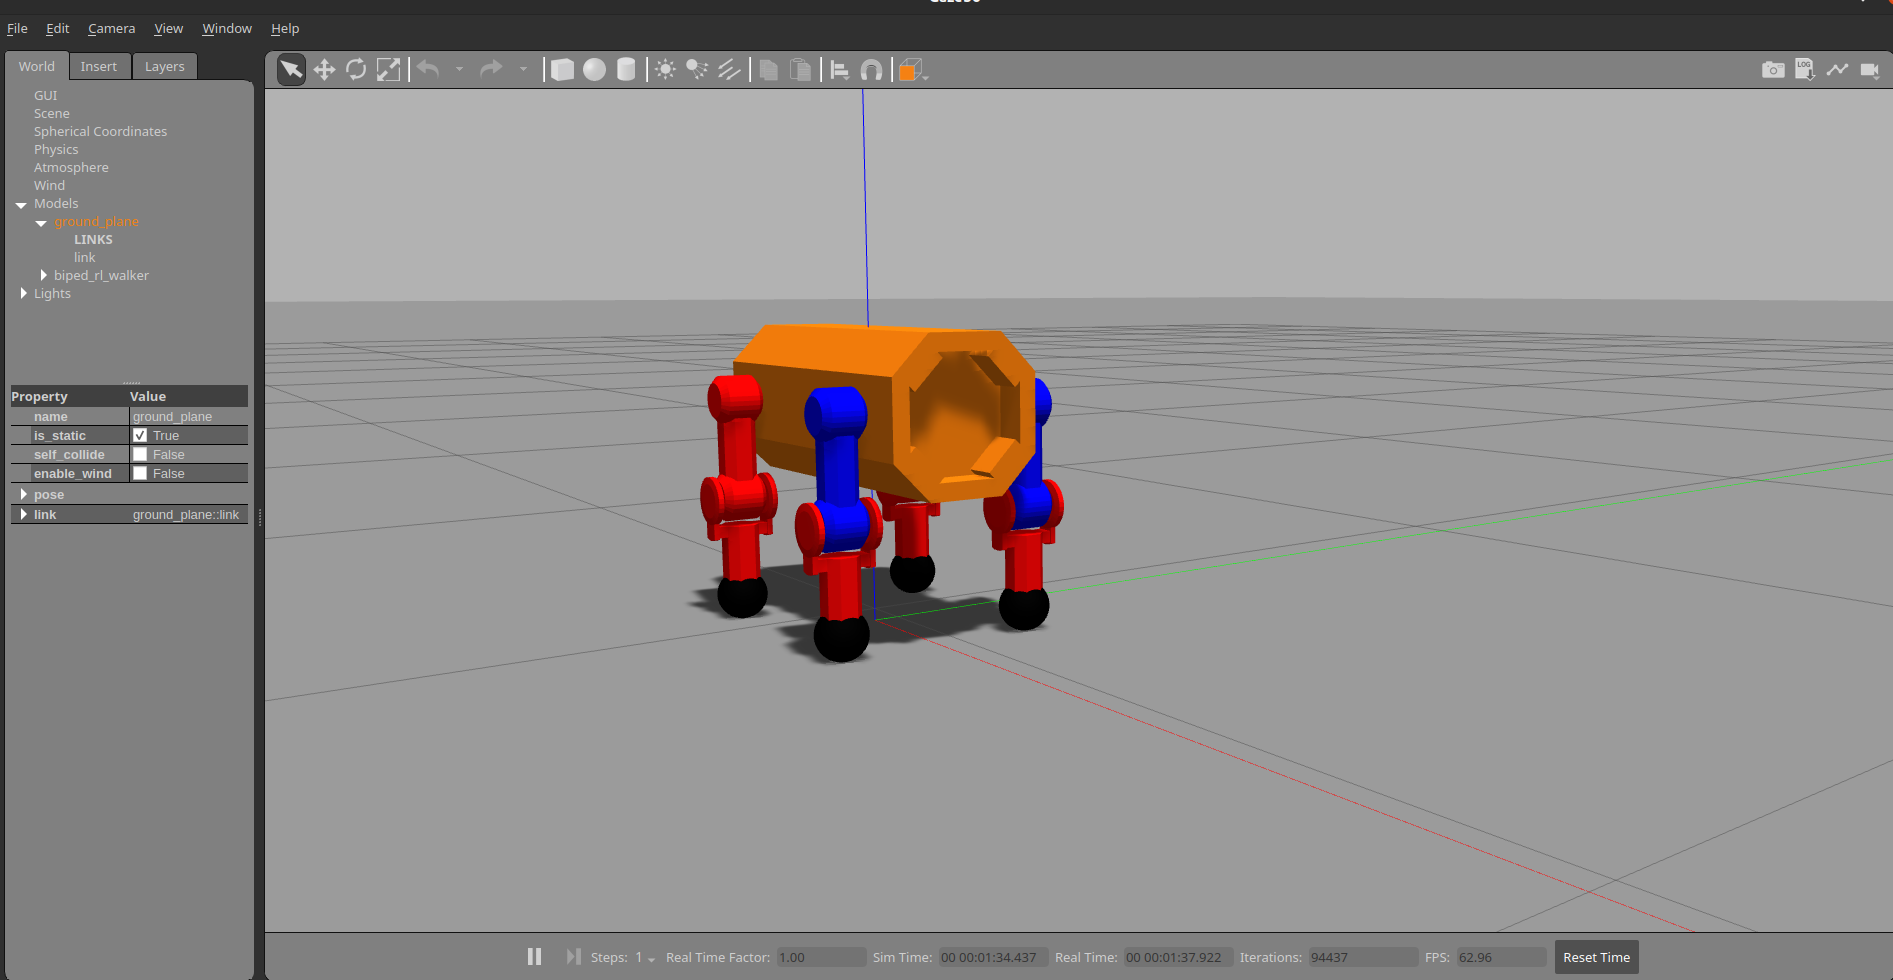 File Edit Camera View Window Help
World Insert Layers
LOG
GUI
Scene
Spherical Coordinates
Physics
Atmosphere
Wind
Models
ground_plane
LINKS
link
biped_rl_walker
Lights
Property Value
name ground_plane
is_static True
self_collide False
enable_wind False
pose
link ground_plane::link
Steps: 1 Real Time Factor: 1.00 Sim Time: 00 00:01:34.437 Real Time: 00 00:01:37.922 Iterations: 94437 FPS: 62.96 Reset Time